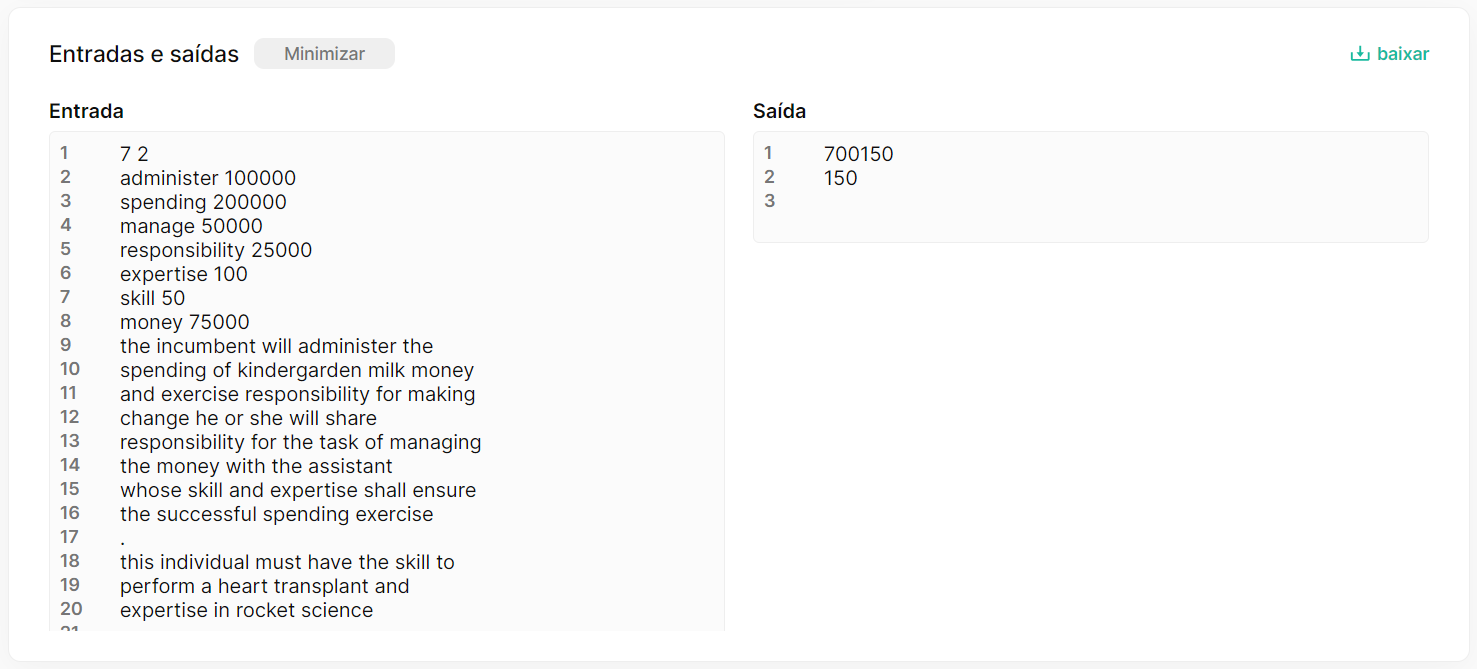 Entradas e saídas Minimizar baixar
Entrada
1 7 2
2 administer 100000
3 spending 200000
4 manage 50000
5 responsibility 25000
6 expertise 100
7 skill 50
8 money 75000
9 the incumbent will administer the
10 spending of kindergarden milk money
11 and exercise responsibility for making
12 change he or she will share
13 responsibility for the task of managing
14 the money with the assistant
15 whose skill and expertise shall ensure
16 the successful spending exercise
17 .
18 this individual must have the skill to
19 perform a heart transplant and
20 expertise in rocket science
Saída
1 700150
2 150
3